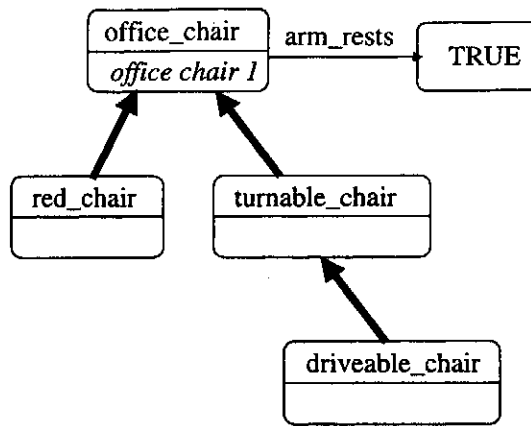 office_chair
office chair 1
arm_rests
TRUE
red_chair
turnable_chair
driveable_chair